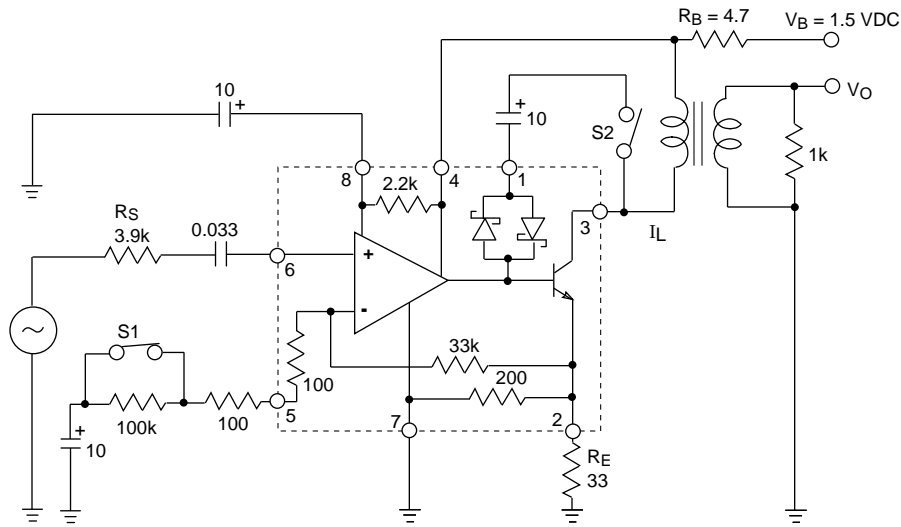 R_B = 4.7
V_B = 1.5 VDC
10
+
+
10
S2
V_O
1k
8
2.2k
4
1
R_S
3.9k
0.033
3
I_L
6
+
-
S1
33k
100
200
5
100k
100
7
2
+
10
R_E
33